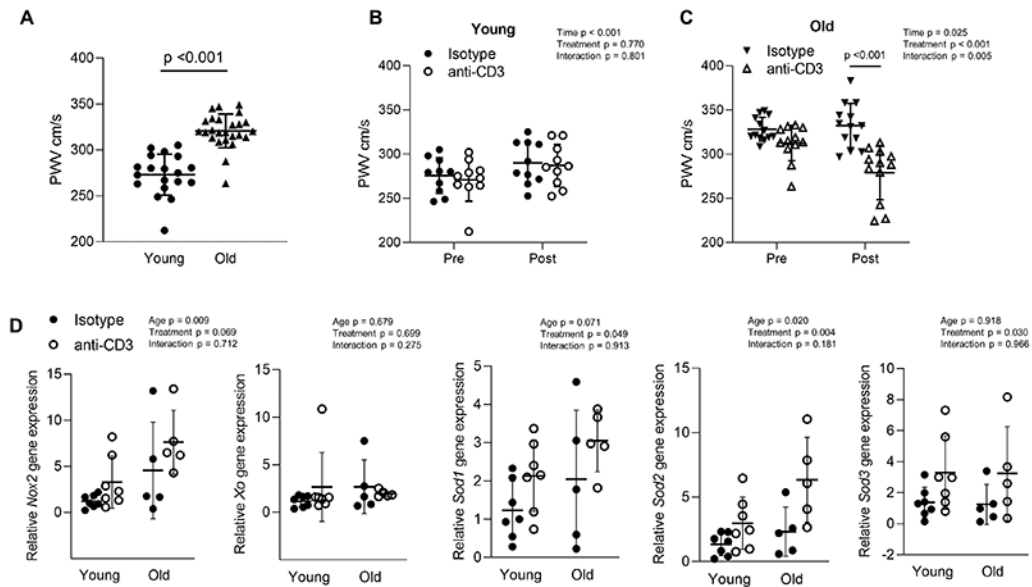 A
p <0.001
PWV cm/s
400
350
300
250
200
Young
Old
B
Young
Time p < 0.001
Treatment p = 0.770
Interaction p = 0.801
Isotype
anti-CD3
PWV cm/s
400
350
300
250
200
Pre
Post
C
Old
Time p = 0.025
Treatment p < 0.001
Interaction p = 0.005
Isotype
anti-CD3
p <0.001
PWV cm/s
400
350
300
250
200
Pre
Post
D
Isotype
anti-CD3
Age p = 0.009
Treatment p = 0.069
Interaction p = 0.712
Relative Nox2 gene expression
15
10
5
0
-5
Young
Old
Age p = 0.679
Treatment p = 0.699
Interaction p = 0.275
Relative Xo gene expression
15
10
5
0
-5
Young
Old
Age p = 0.071
Treatment p = 0.049
Interaction p = 0.913
Relative Sod1 gene expression
5
4
3
2
1
0
Young
Old
Age p = 0.020
Treatment p = 0.004
Interaction p = 0.181
Relative Sod2 gene expression
15
10
5
0
Young
Old
Age p = 0.918
Treatment p = 0.030
Interaction p = 0.966
Relative Sod3 gene expression
10
8
6
4
2
0
-2
Young
Old